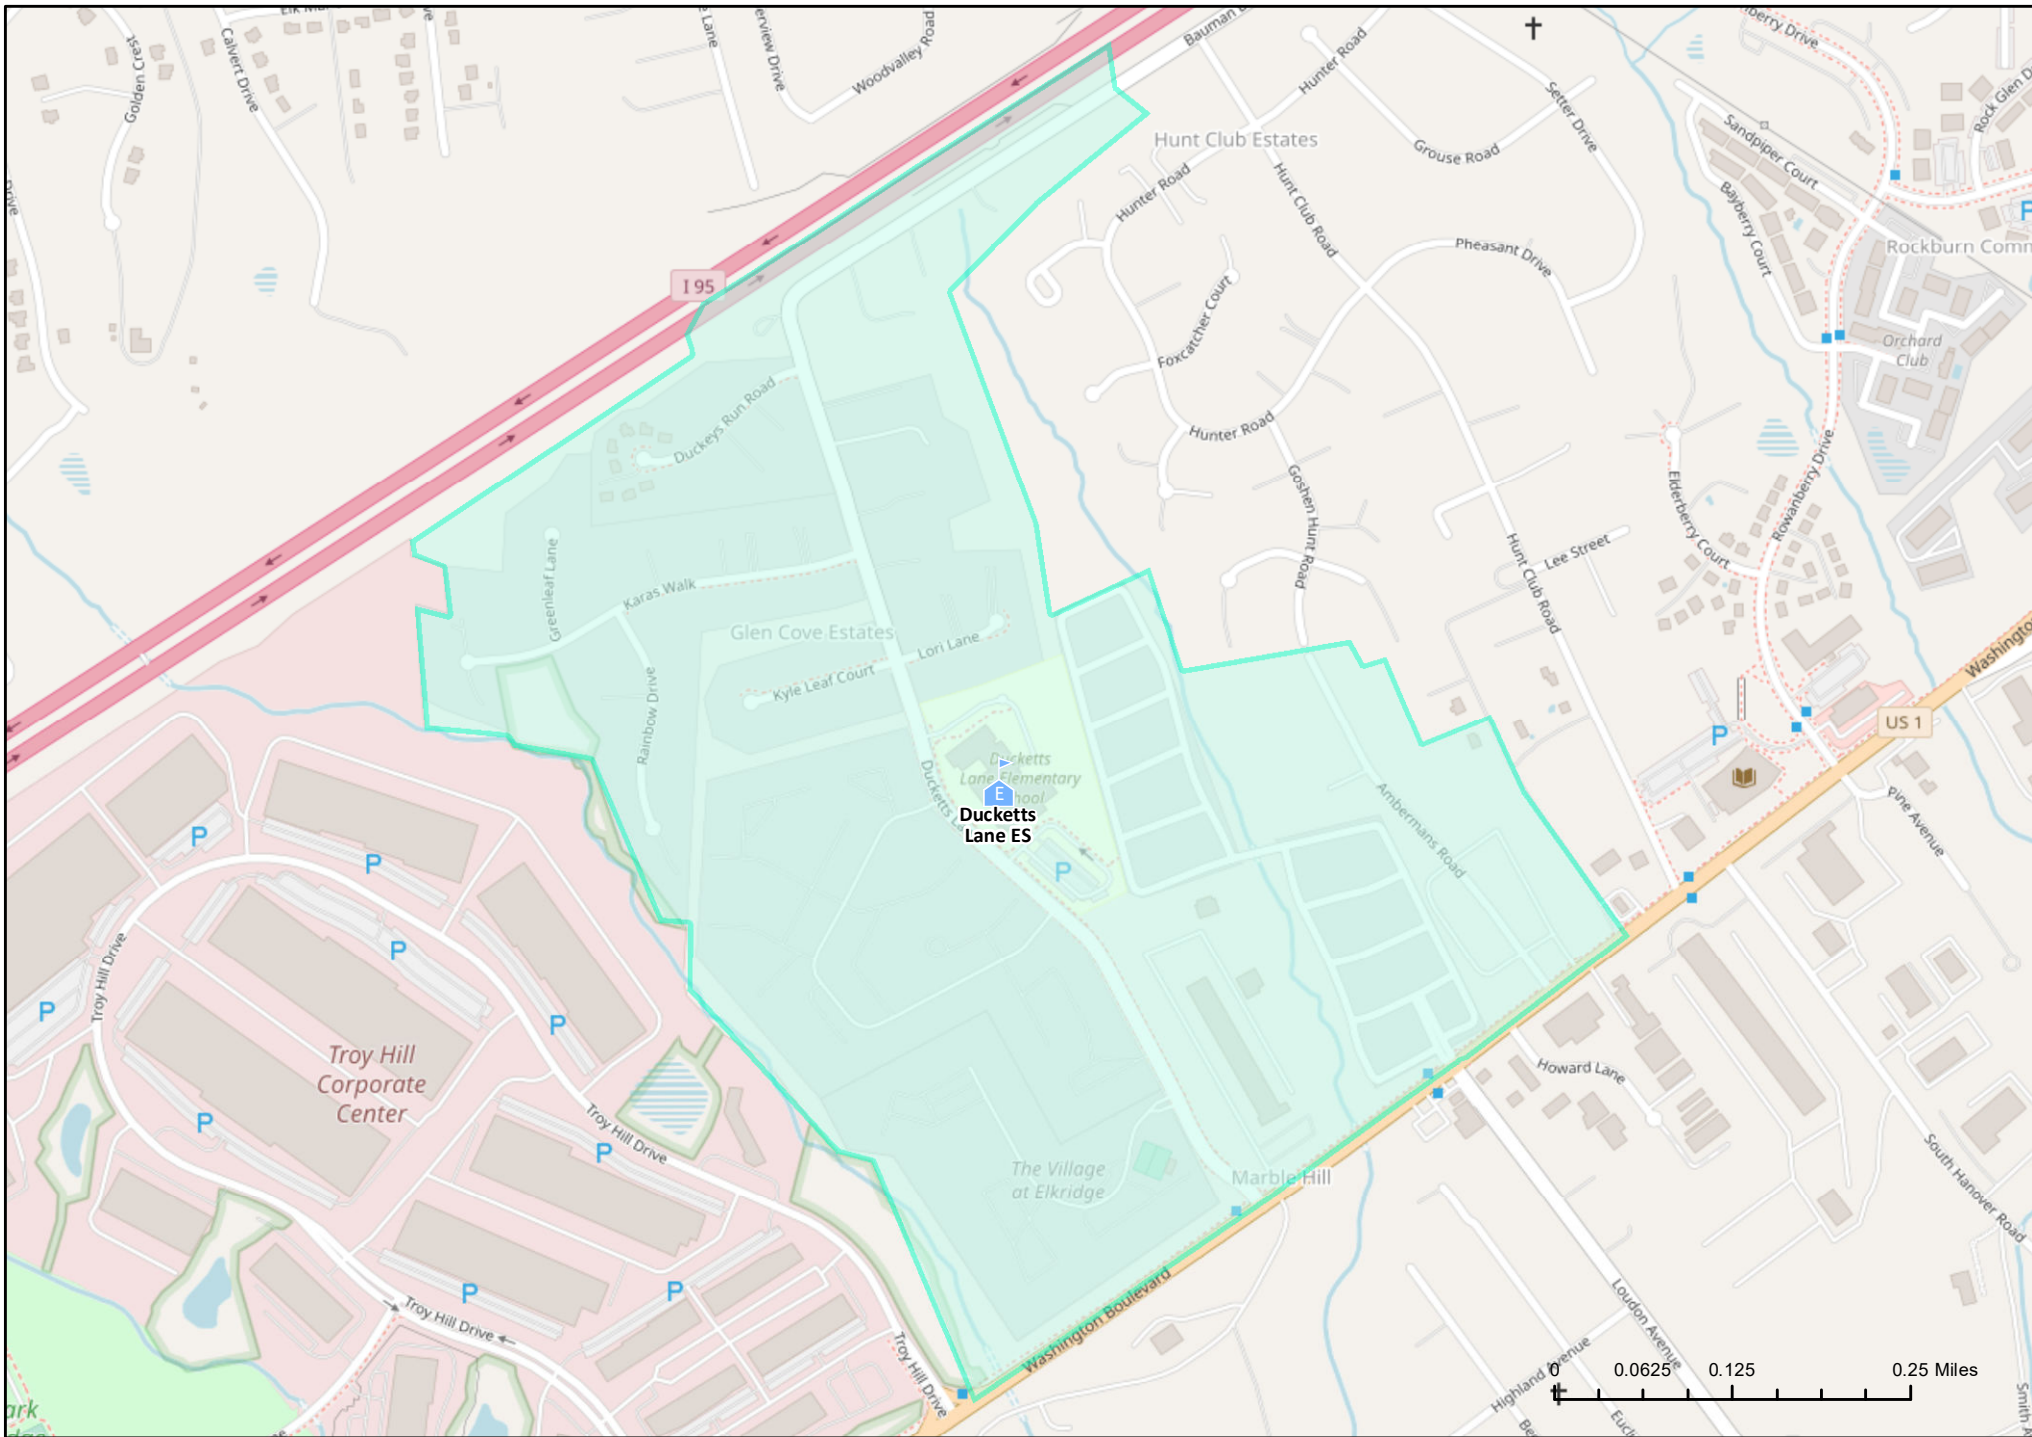 Golden Crest
Calvert Drive
Woodvalley Road
Bauman
Hunter Road
Setter Drive
Sandpiper Court
Rock Glen
Hunt Club Estates
Grouse Road
Hunter Road
Hunt Club Road
Bayberry Court
Pheasant Drive
Rockburn Comm
I 95
Foxcatcher Court
Orchard
Club
Duckeys Run Road
Hunter Road
Goshen Hunt Road
Rowanberry Drive
Elderberry Court
Greenleaf Lane
Karas Walk
Hunt Club Road
Lee Street
Glen Cove Estates
Lori Lane
Kyle Leaf Court
Rainbow Drive
Washingto
US 1
P
Ducketts
Lane Elementary
E
Ducketts
Lane ES
Ambermans Road
Pine Avenue
P
P
P
P
P
P
Troy Hill Drive
Troy Hill
Corporate
Center
Howard Lane
P
P
Troy Hill Drive
The Village
at Elkridge
Marble Hill
South Hanover Road
P
P
Troy Hill Drive
Washington Boulevard
Loudon Avenue
Troy Hill Drive
Highland Avenue
0 0.0625 0.125 0.25 Miles
ark